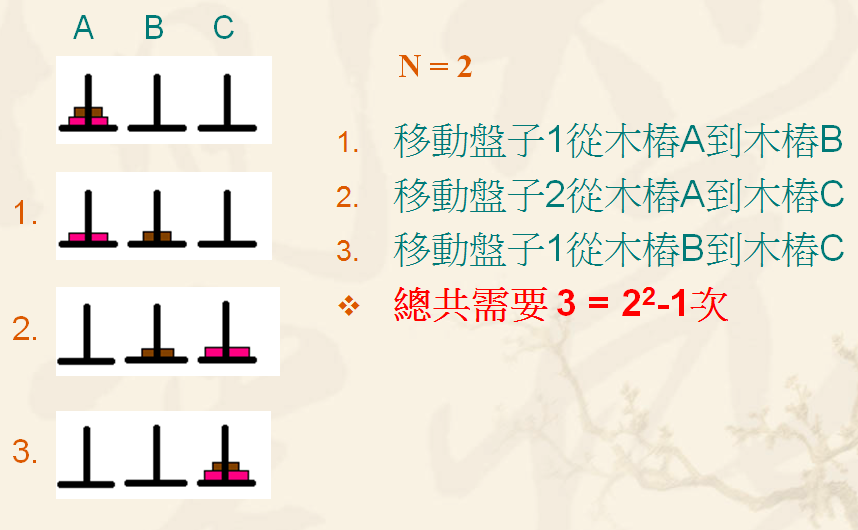 A B C
N = 2
1. 移動盤子1從木樁A到木樁B
2. 移動盤子2從木樁A到木樁C
3. 移動盤子1從木樁B到木樁C
❖ 總共需要 3 = 2²-1次
1.
2.
3.